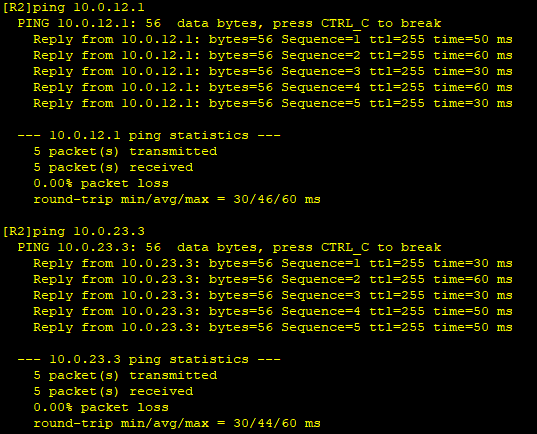 [R2]ping 10.0.12.1
  PING 10.0.12.1: 56  data bytes, press CTRL_C to break
    Reply from 10.0.12.1: bytes=56 Sequence=1 ttl=255 time=50 ms
    Reply from 10.0.12.1: bytes=56 Sequence=2 ttl=255 time=60 ms
    Reply from 10.0.12.1: bytes=56 Sequence=3 ttl=255 time=30 ms
    Reply from 10.0.12.1: bytes=56 Sequence=4 ttl=255 time=60 ms
    Reply from 10.0.12.1: bytes=56 Sequence=5 ttl=255 time=30 ms

  --- 10.0.12.1 ping statistics ---
    5 packet(s) transmitted
    5 packet(s) received
    0.00% packet loss
    round-trip min/avg/max = 30/46/60 ms

[R2]ping 10.0.23.3
  PING 10.0.23.3: 56  data bytes, press CTRL_C to break
    Reply from 10.0.23.3: bytes=56 Sequence=1 ttl=255 time=30 ms
    Reply from 10.0.23.3: bytes=56 Sequence=2 ttl=255 time=60 ms
    Reply from 10.0.23.3: bytes=56 Sequence=3 ttl=255 time=30 ms
    Reply from 10.0.23.3: bytes=56 Sequence=4 ttl=255 time=50 ms
    Reply from 10.0.23.3: bytes=56 Sequence=5 ttl=255 time=50 ms

  --- 10.0.23.3 ping statistics ---
    5 packet(s) transmitted
    5 packet(s) received
    0.00% packet loss
    round-trip min/avg/max = 30/44/60 ms